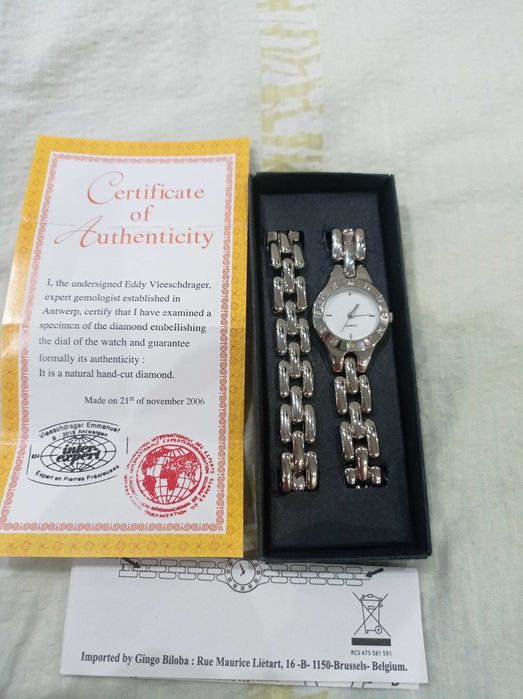 Certificate
of
Authenticity
I, the undersigned Eddy Vleeschdrager,
expert gemologist established in
Antwerp, certify that I have examined a
specimen of the diamond embellishing
the dial of the watch and guarantee
formally its authenticity :
It is a natural hand-cut diamond.
Made on 21st of november 2006
Vleeschdrager Emmanuel
B - 2018 Antwerpen
inter
expert
Expert en Pierres Précieuses
QUARTZ
RCS 475 581 591
Imported by Gingo Biloba : Rue Maurice Liétart, 16 -B- 1150-Brussels- Belgium.